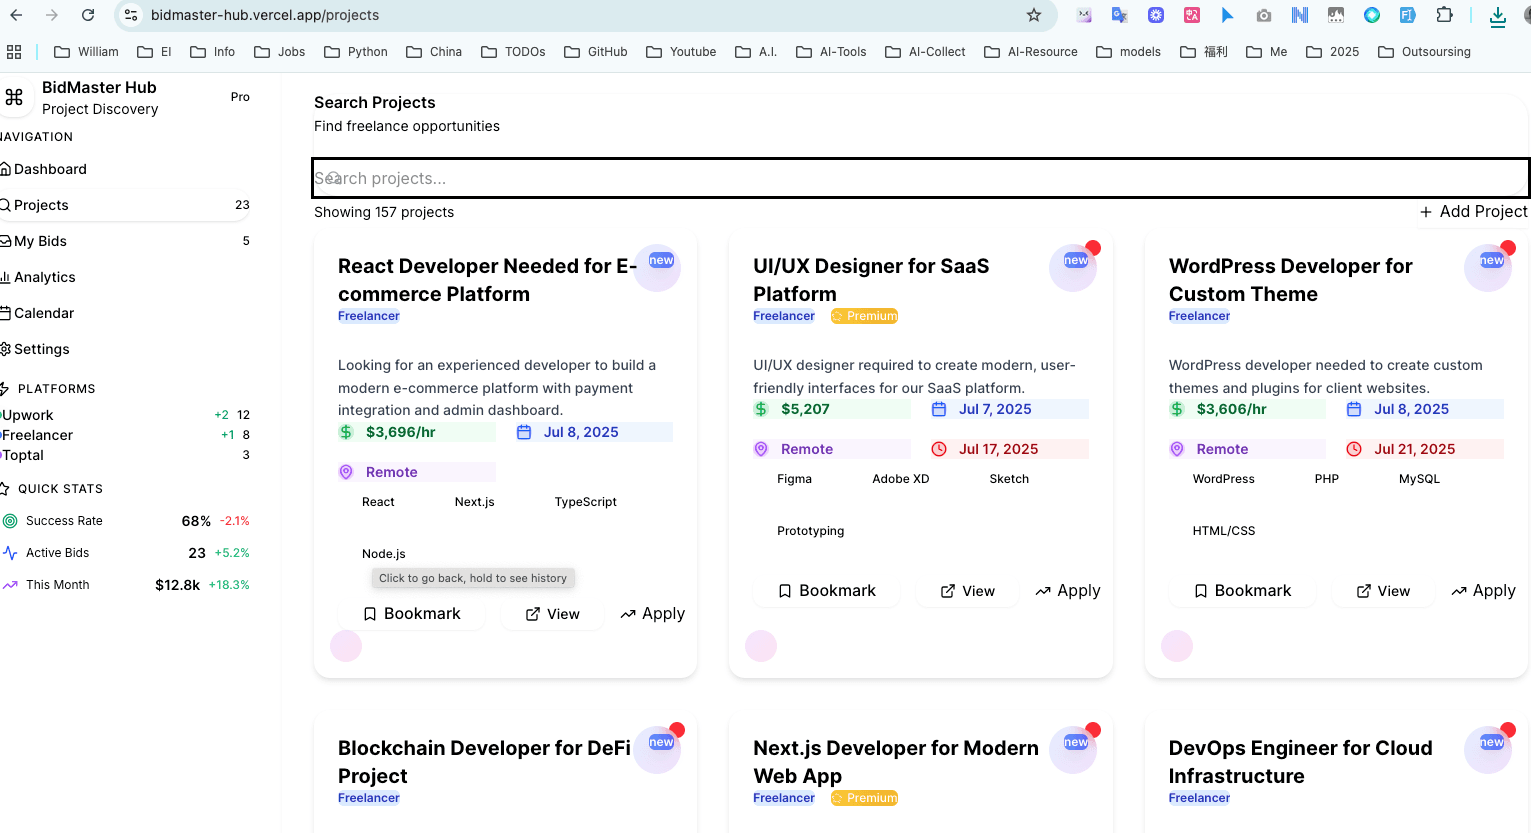 bidmaster-hub.vercel.app/projects
William
EI
Info
Jobs
Python
China
TODOs
GitHub
Youtube
A.I.
AI-Tools
AI-Collect
AI-Resource
models
福利
Me
2025
Outsoursing
BidMaster Hub
Project Discovery
Pro
NAVIGATION
Dashboard
Projects 23
My Bids 5
Analytics
Calendar
Settings
PLATFORMS
Upwork +2 12
Freelancer +1 8
Toptal 3
QUICK STATS
Success Rate 68% -2.1%
Active Bids 23 +5.2%
This Month $12.8k +18.3%
Search Projects
Find freelance opportunities
Search projects...
Showing 157 projects
+ Add Project
React Developer Needed for E-
commerce Platform
new
Freelancer
Looking for an experienced developer to build a
modern e-commerce platform with payment
integration and admin dashboard.
$3,696/hr
Jul 8, 2025
Remote
React Next.js TypeScript
Node.js
Click to go back, hold to see history
Bookmark View Apply
UI/UX Designer for SaaS
Platform
new
Freelancer Premium
UI/UX designer required to create modern, user-
friendly interfaces for our SaaS platform.
$5,207
Jul 7, 2025
Remote
Jul 17, 2025
Figma Adobe XD Sketch
Prototyping
Bookmark View Apply
WordPress Developer for
Custom Theme
new
Freelancer
WordPress developer needed to create custom
themes and plugins for client websites.
$3,606/hr
Jul 8, 2025
Remote
Jul 21, 2025
WordPress PHP MySQL
HTML/CSS
Bookmark View Apply
Blockchain Developer for DeFi
Project
new
Freelancer
Next.js Developer for Modern
Web App
new
Freelancer Premium
DevOps Engineer for Cloud
Infrastructure
new
Freelancer